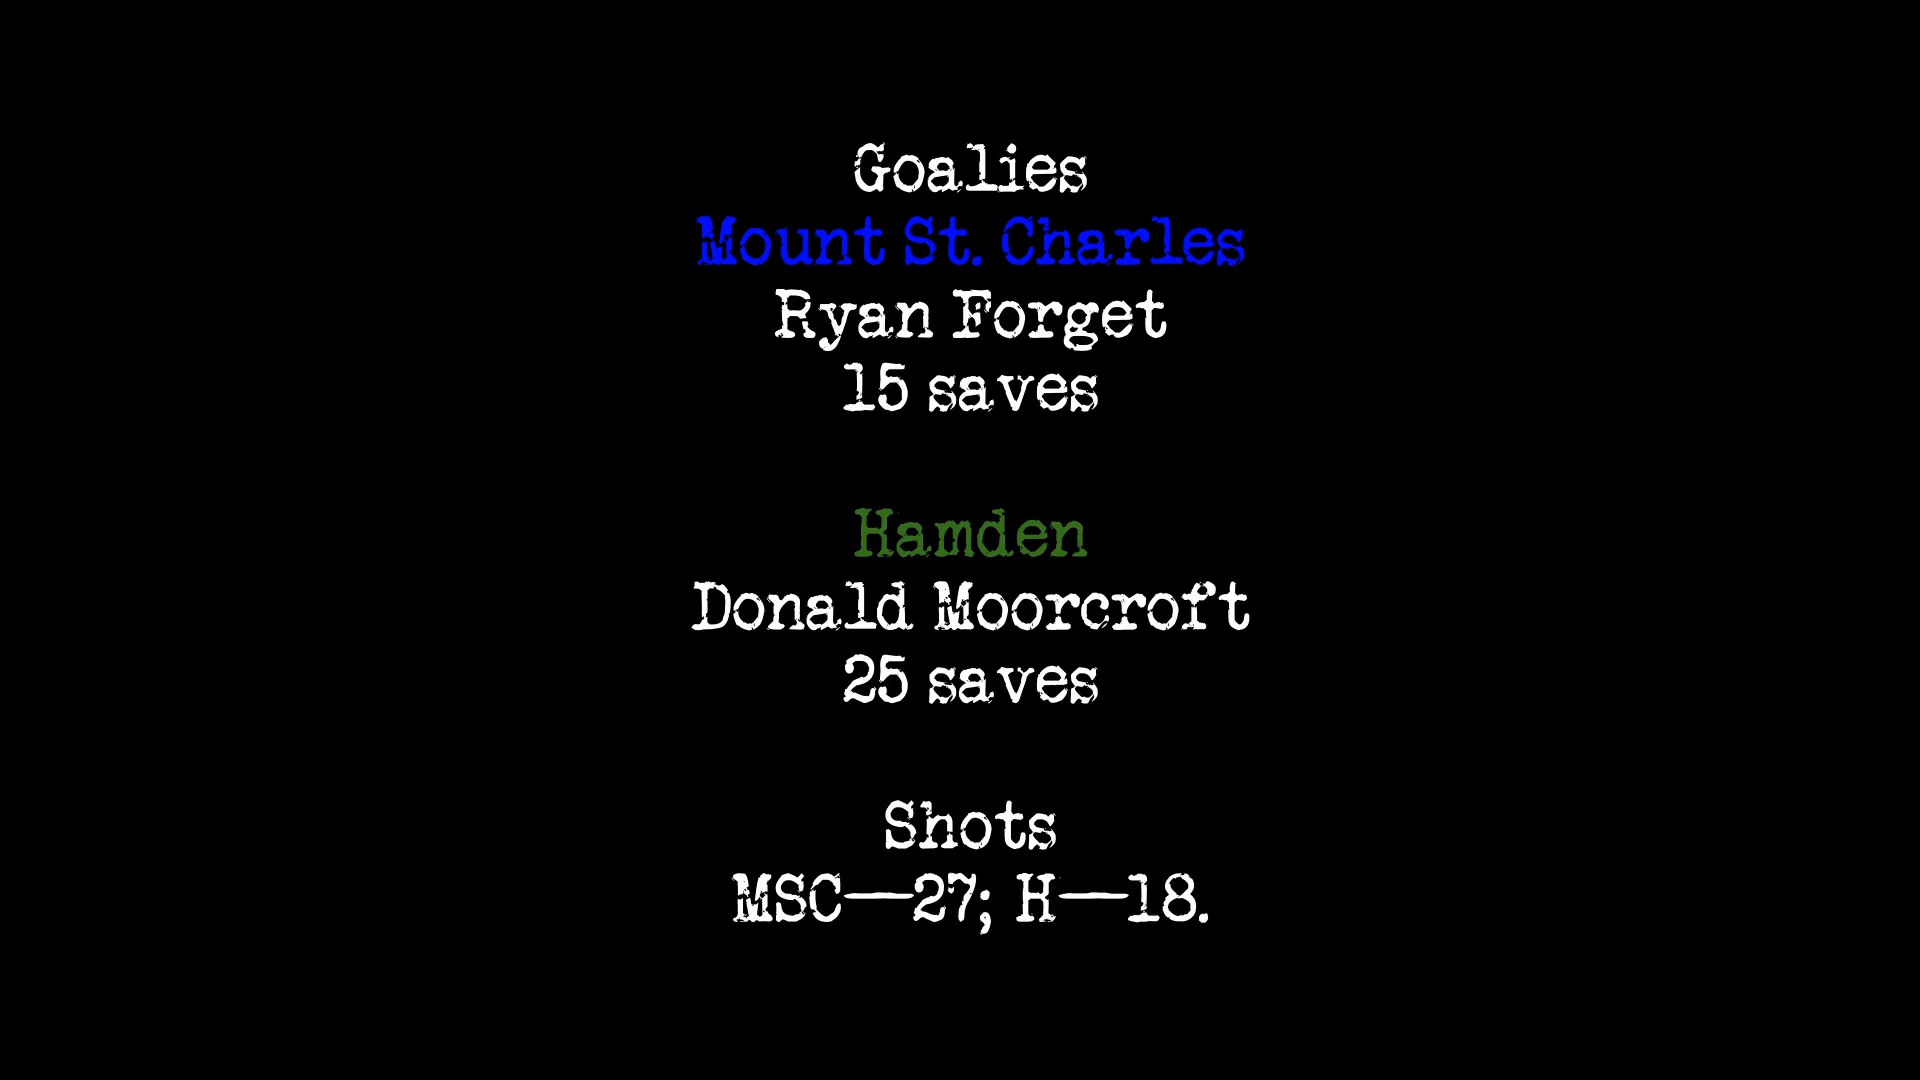 Goalies
Mount St. Charles
Ryan Forget
15 saves
Hamden
Donald Moorcroft
25 saves
Shots
MSC—27; H—18.